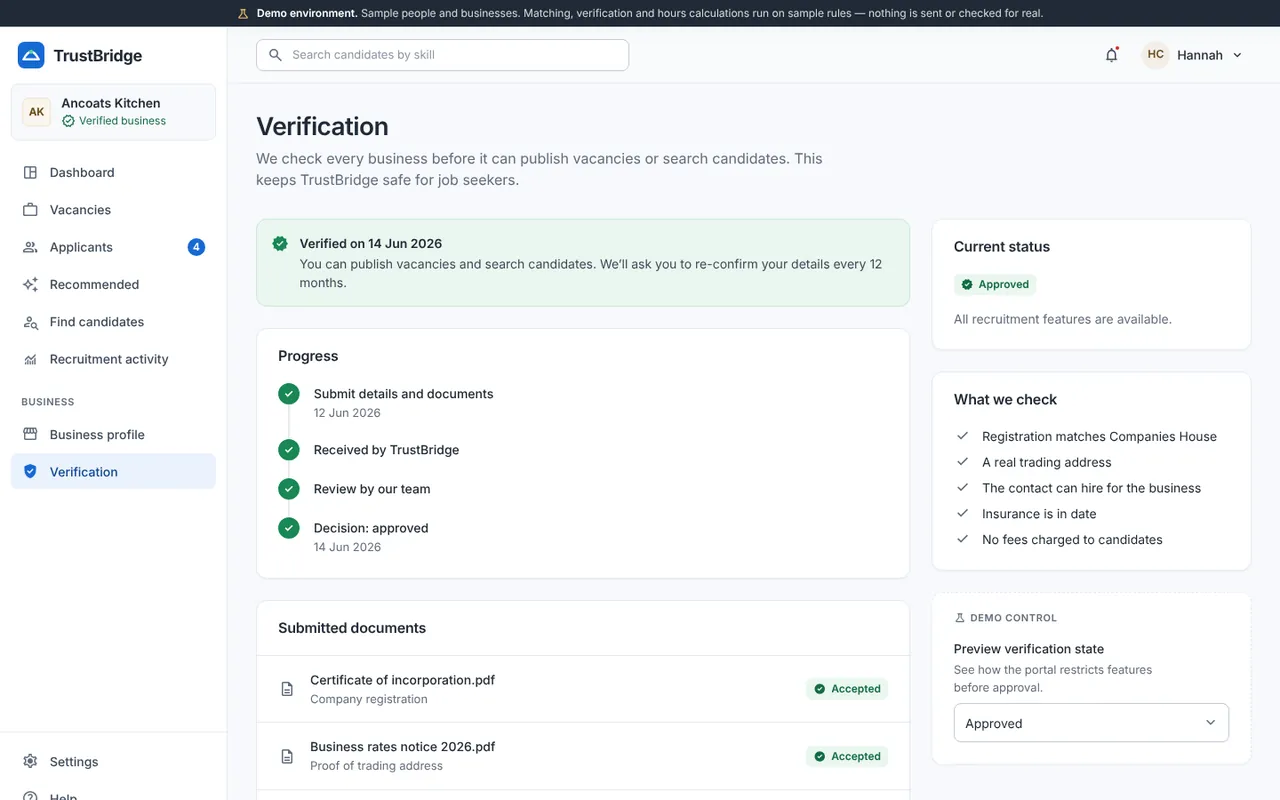 Demo environment. Sample people and businesses. Matching, verification and hours calculations run on sample rules — nothing is sent or checked for real.
TrustBridge
Search candidates by skill
HC
Hannah
AK
Ancoats Kitchen
Verified business
Dashboard
Vacancies
Applicants
4
Recommended
Find candidates
Recruitment activity
BUSINESS
Business profile
Verification
Settings
Help
Verification
We check every business before it can publish vacancies or search candidates. This
keeps TrustBridge safe for job seekers.
Verified on 14 Jun 2026
You can publish vacancies and search candidates. We’ll ask you to re-confirm your details every 12
months.
Progress
Submit details and documents
12 Jun 2026
Received by TrustBridge
Review by our team
Decision: approved
14 Jun 2026
Submitted documents
Certificate of incorporation.pdf
Company registration
Accepted
Business rates notice 2026.pdf
Proof of trading address
Accepted
Current status
Approved
All recruitment features are available.
What we check
Registration matches Companies House
A real trading address
The contact can hire for the business
Insurance is in date
No fees charged to candidates
DEMO CONTROL
Preview verification state
See how the portal restricts features
before approval.
Approved